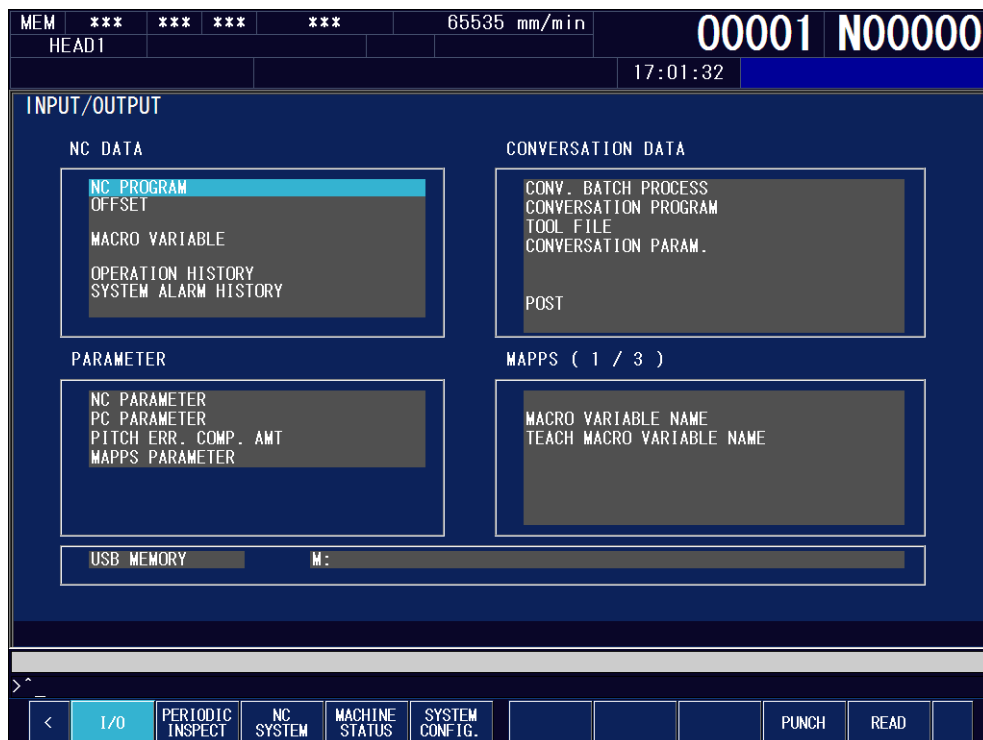 MEM *** *** *** *** 65535 mm/min O0001 N00000
HEAD1
17:01:32
INPUT/OUTPUT
NC DATA
NC PROGRAM
OFFSET
MACRO VARIABLE
OPERATION HISTORY
SYSTEM ALARM HISTORY
CONVERSATION DATA
CONV. BATCH PROCESS
CONVERSATION PROGRAM
TOOL FILE
CONVERSATION PARAM.
POST
PARAMETER
NC PARAMETER
PC PARAMETER
PITCH ERR. COMP. AMT
MAPPS PARAMETER
MAPPS ( 1 / 3 )
MACRO VARIABLE NAME
TEACH MACRO VARIABLE NAME
USB MEMORY M:
>^_
< I/O PERIODIC INSPECT NC SYSTEM MACHINE STATUS SYSTEM CONFIG. PUNCH READ